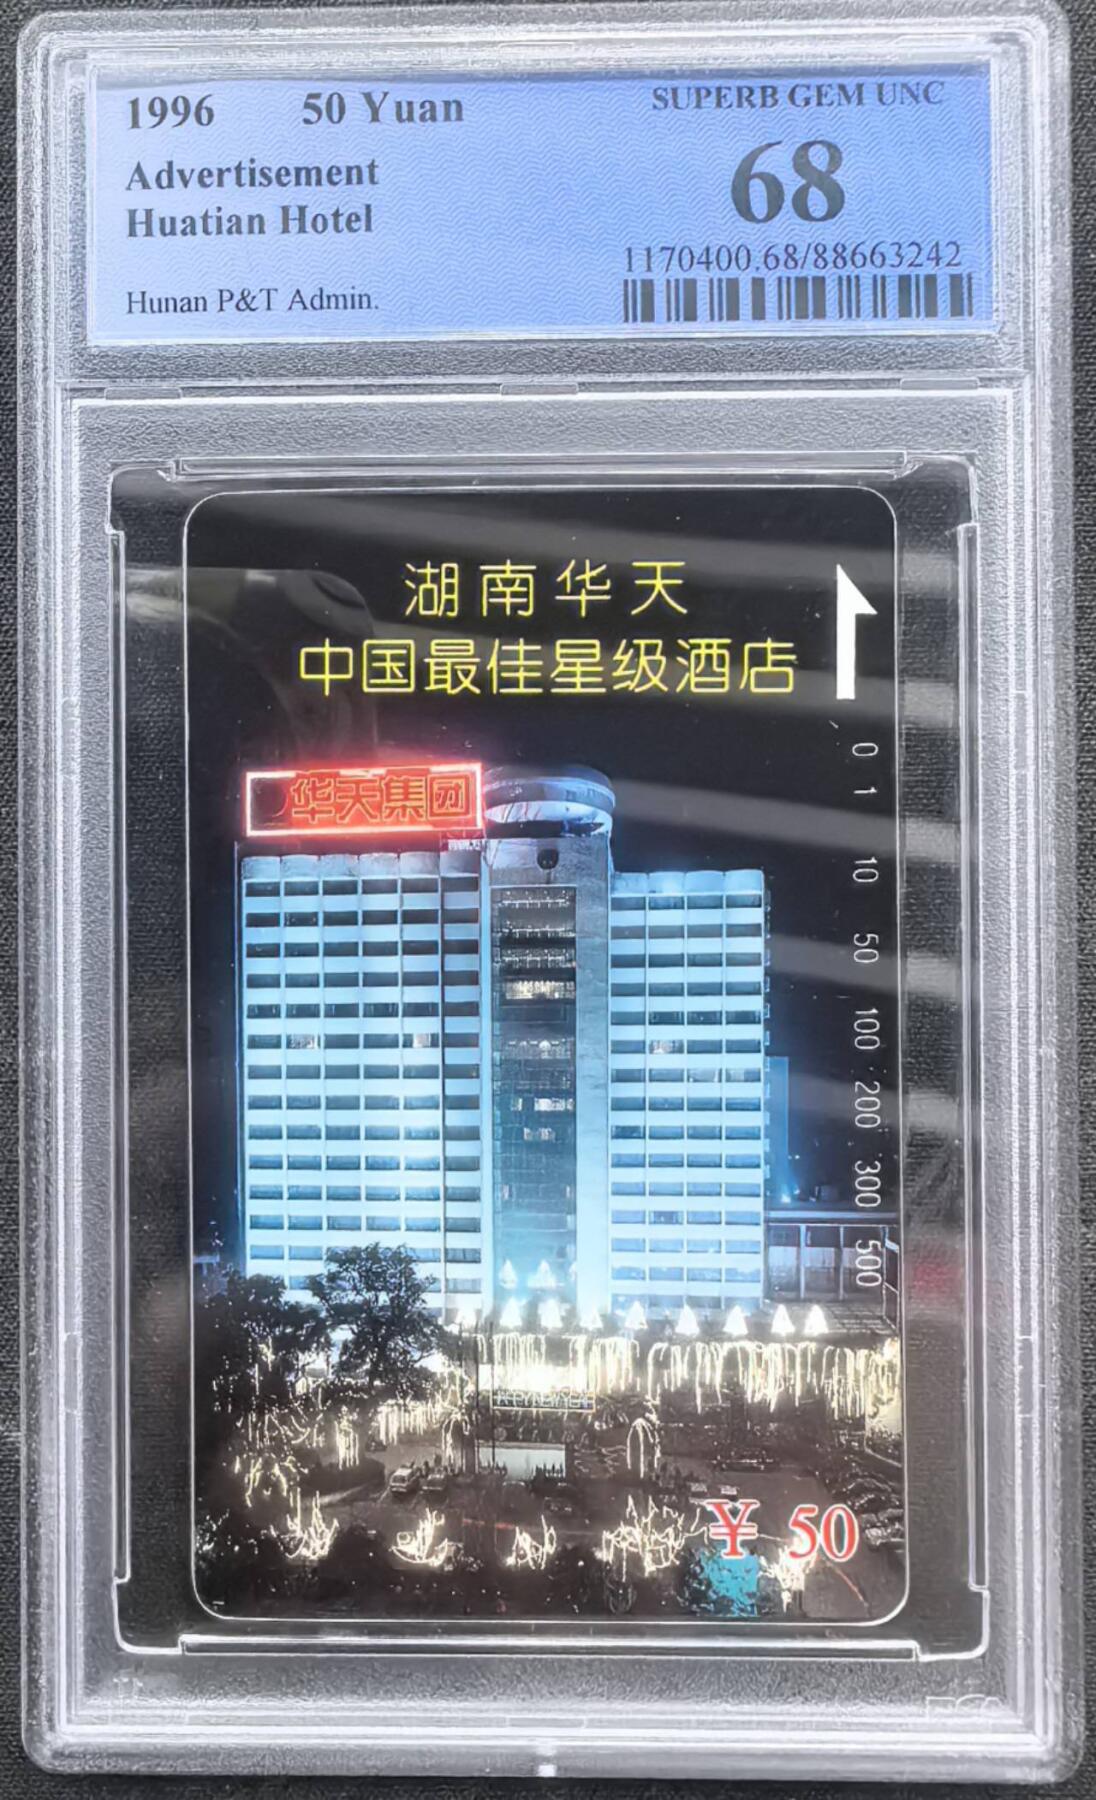 1996 50 Yuan
SUPERB GEM UNC
Advertisement
68
Huatian Hotel
1170400.68/88663242
Hunan P&T Admin.
湖南华天
中国最佳星级酒店
华天集团
0 1 10 50 100 200 300 500
¥ 50